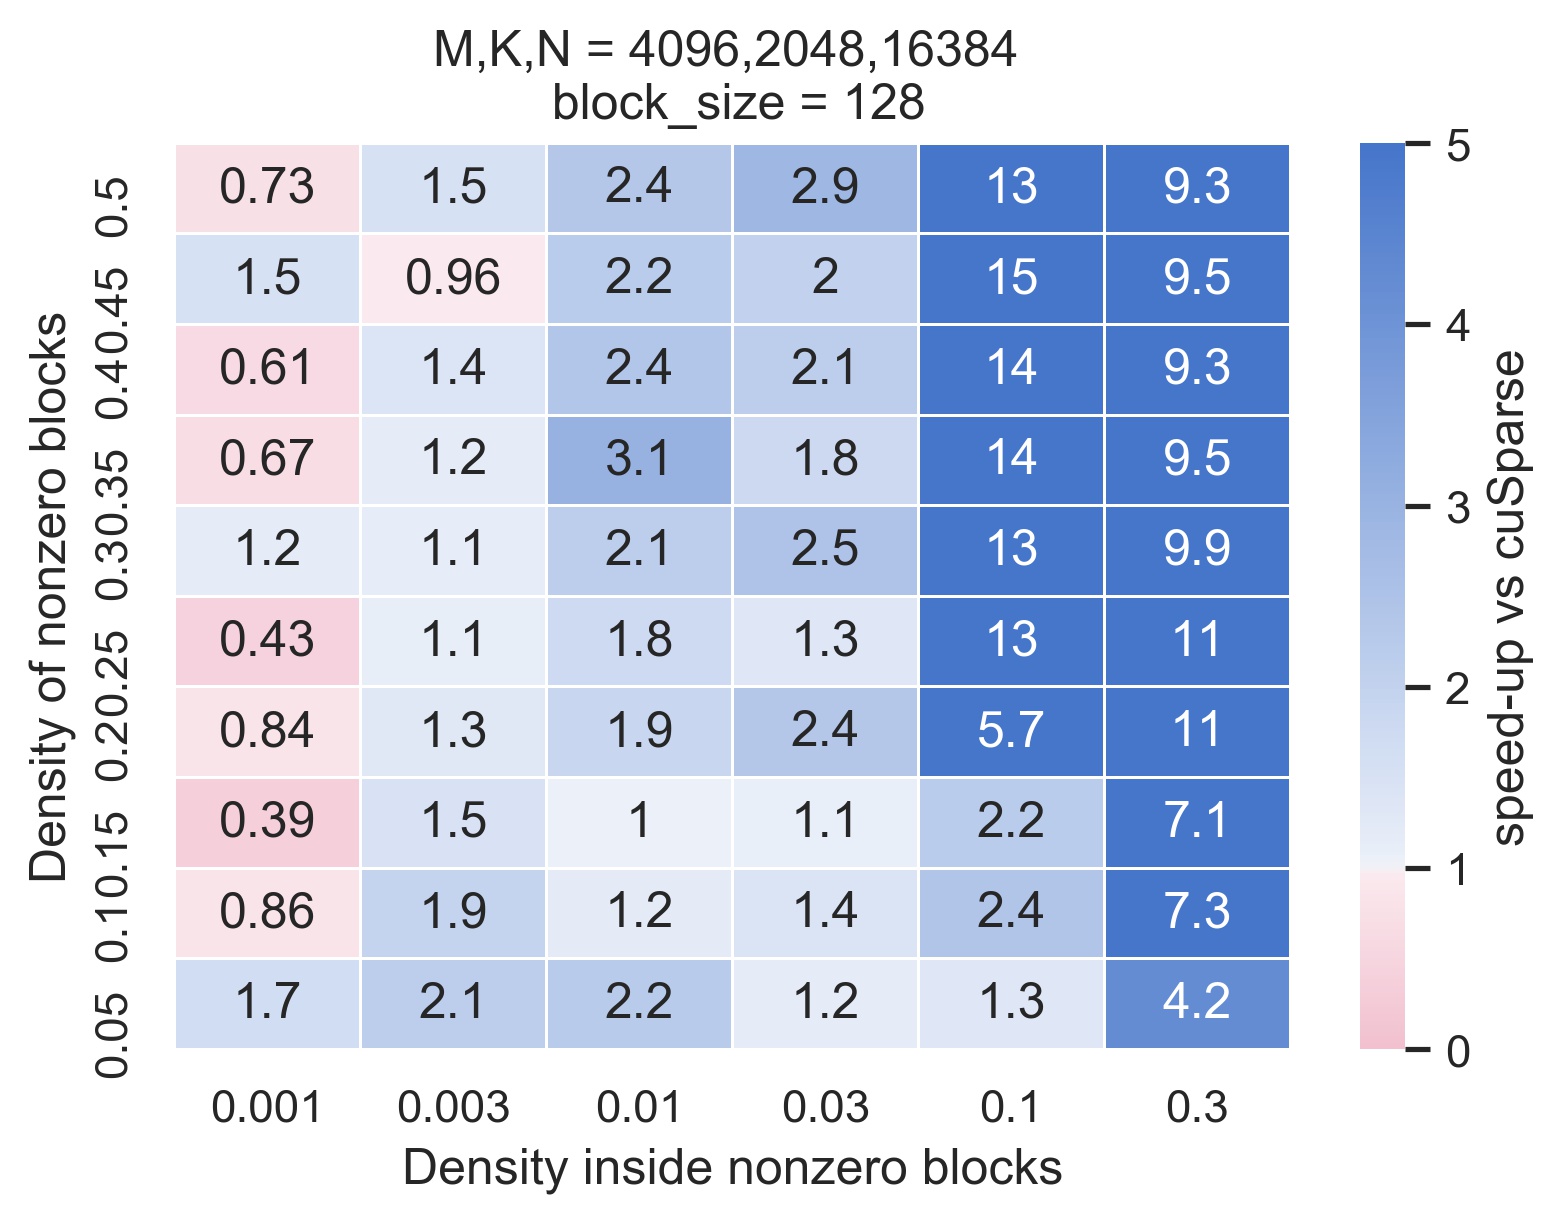 M,K,N = 4096,2048,16384
block_size = 128
Density of nonzero blocks
0.5 0.73 1.5 2.4 2.9 13 9.3
0.45 1.5 0.96 2.2 2 15 9.5
0.4 0.61 1.4 2.4 2.1 14 9.3
0.35 0.67 1.2 3.1 1.8 14 9.5
0.3 1.2 1.1 2.1 2.5 13 9.9
0.25 0.43 1.1 1.8 1.3 13 11
0.2 0.84 1.3 1.9 2.4 5.7 11
0.15 0.39 1.5 1 1.1 2.2 7.1
0.1 0.86 1.9 1.2 1.4 2.4 7.3
0.05 1.7 2.1 2.2 1.2 1.3 4.2
0.001 0.003 0.01 0.03 0.1 0.3
Density inside nonzero blocks
5
4
3
2
1
0
speed-up vs cuSparse